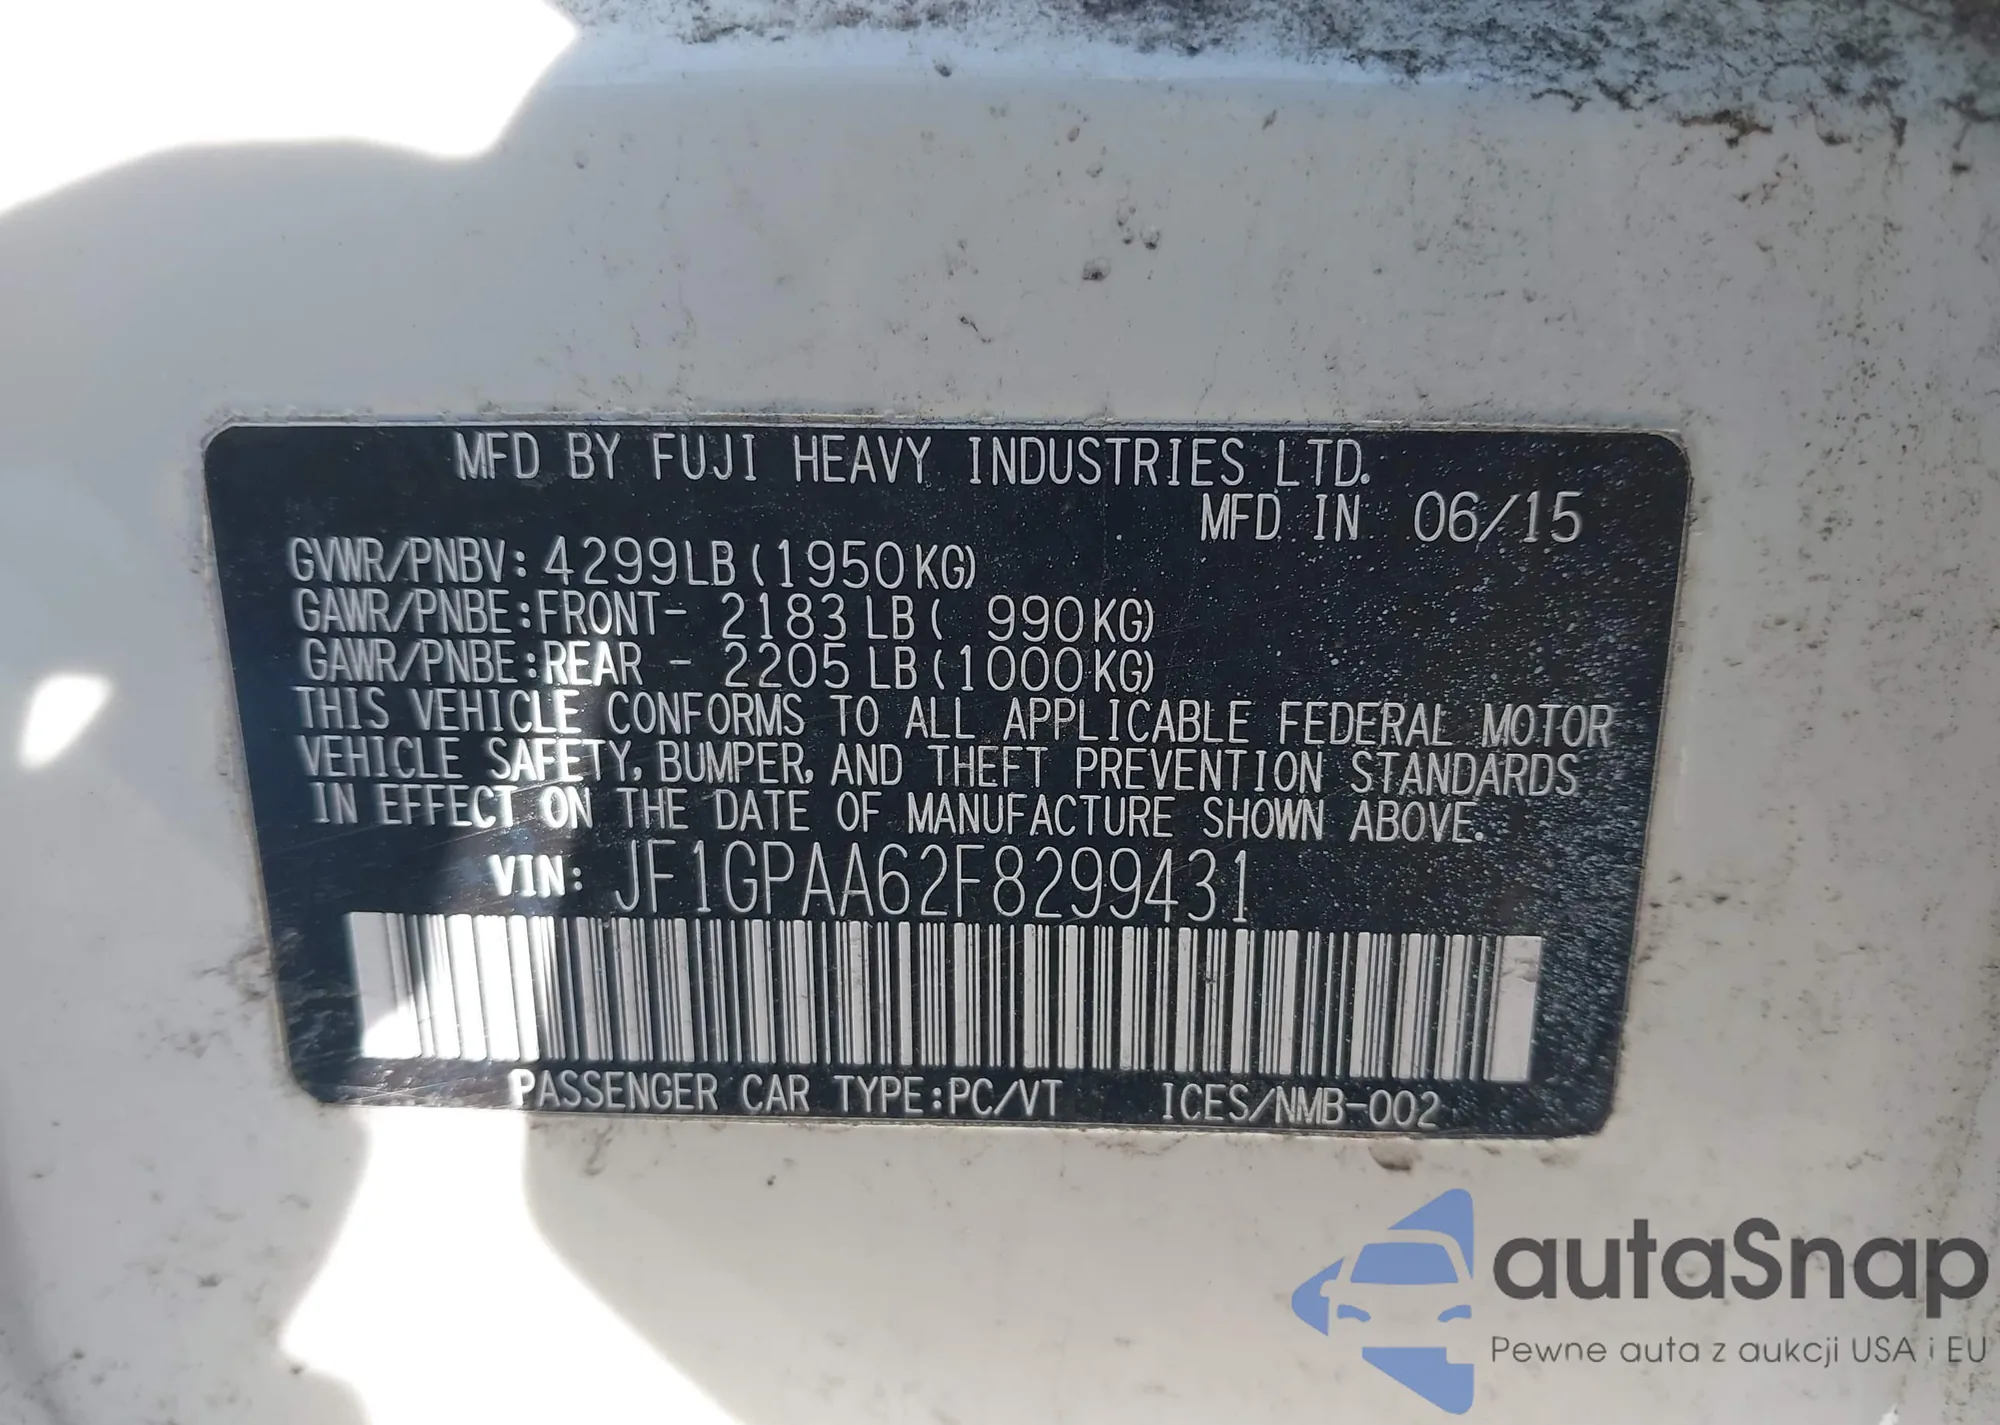 MFD BY FUJI HEAVY INDUSTRIES LTD.
MFD IN 06/15
GVWR/PNBV: 4299LB (1950KG)
GAWR/PNBE:FRONT- 2183 LB ( 990KG)
GAWR/PNBE:REAR - 2205 LB (1000KG)
THIS VEHICLE CONFORMS TO ALL APPLICABLE FEDERAL MOTOR
VEHICLE SAFETY, BUMPER, AND THEFT PREVENTION STANDARDS
IN EFFECT ON THE DATE OF MANUFACTURE SHOWN ABOVE.
VIN: JF1GPAA62F8299431
PASSENGER CAR TYPE:PC/VT ICES/NMB-002
autaSnap
Pewne auta z aukcji USA i EU